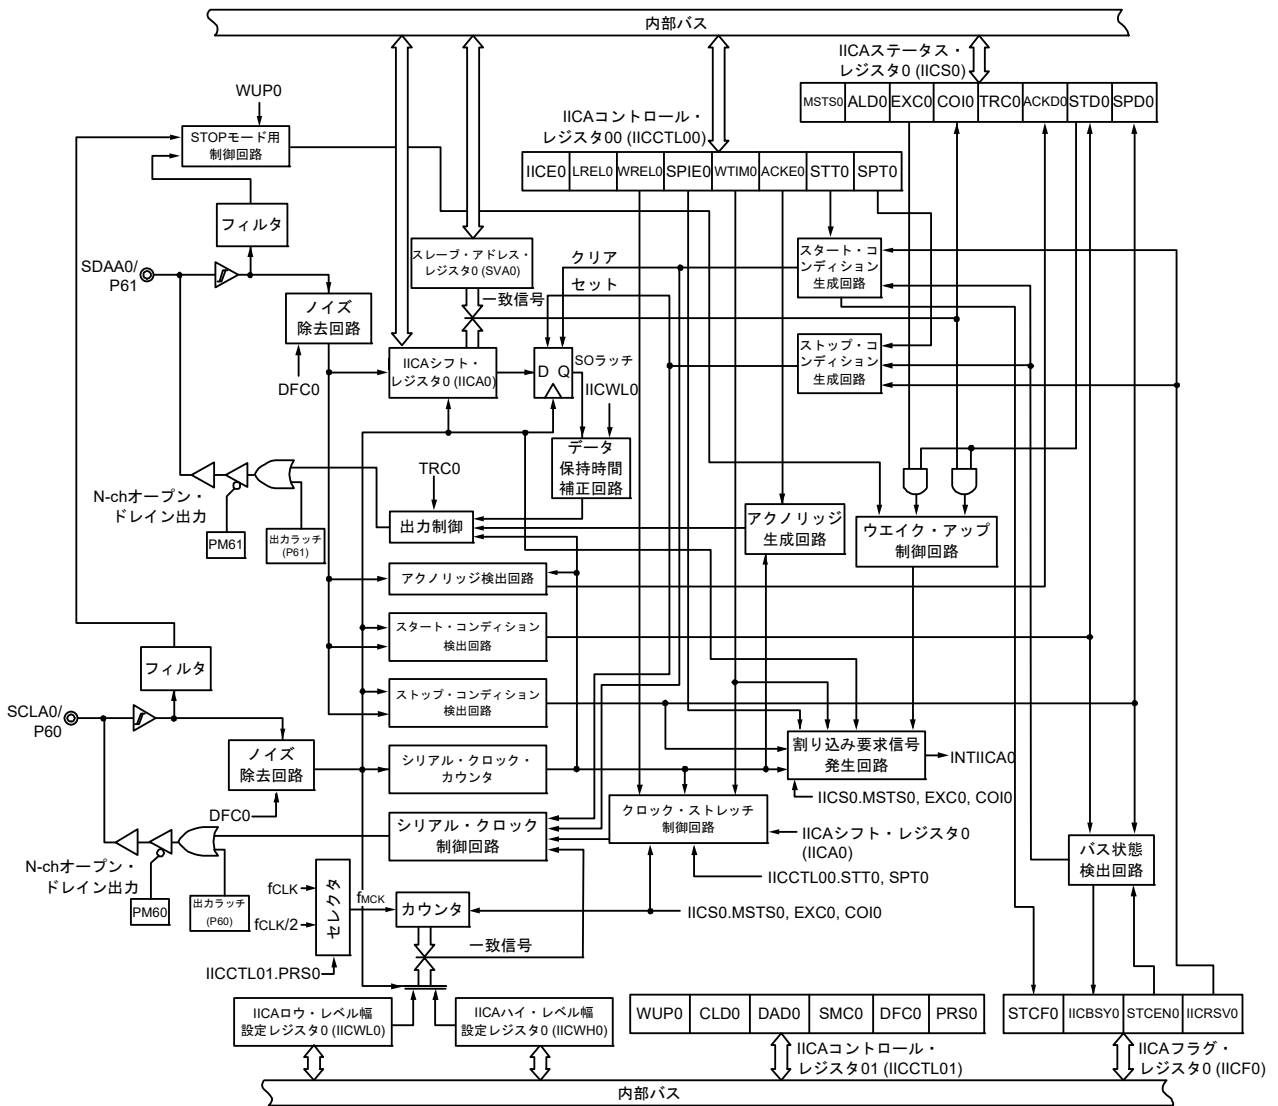 内部バス
IICAステータス・
レジスタ0 (IICS0)
MSTS0 ALD0 EXC0 COI0 TRC0 ACKD0 STD0 SPD0
WUP0
STOPモード用
制御回路
IICAコントロール・
レジスタ00 (IICCTL00)
IICE0 LREL0 WREL0 SPIE0 WTIM0 ACKE0 STT0 SPT0
フィルタ
SDAA0/
P61
スレーブ・アドレス・
レジスタ0 (SVA0)
クリア
セット
スタート・コ
ンディション
生成回路
ノイズ
除去回路
一致信号
DFC0
IICAシフト・
レジスタ0 (IICA0)
D Q
SOラッチ
IICWL0
ストップ・コ
ンディション
生成回路
データ
保持時間
補正回路
TRC0
N-chオープン・
ドレイン出力
PM61
出力ラッチ
(P61)
出力制御
アクノリッジ
生成回路
ウエイク・アップ
制御回路
アクノリッジ検出回路
スタート・コンディション
検出回路
フィルタ
ストップ・コンディション
検出回路
SCLA0/
P60
ノイズ
除去回路
シリアル・クロック・
カウンタ
割り込み要求信号
発生回路
INTIICA0
IICS0.MSTS0, EXC0, COI0
DFC0
シリアル・クロック
制御回路
クロック・ストレッチ
制御回路
IICAシフト・レジスタ0
(IICA0)
バス状態
検出回路
N-chオープン・
ドレイン出力
PM60
出力ラッチ
(P60)
IICCTL00.STT0, SPT0
fCLK
fCLK/2
セレクタ
fMCK
カウンタ
IICS0.MSTS0, EXC0, COI0
一致信号
IICCTL01.PRS0
IICAロウ・レベル幅
設定レジスタ0 (IICWL0)
IICAハイ・レベル幅
設定レジスタ0 (IICWH0)
WUP0 CLD0 DAD0 SMC0 DFC0 PRS0
STCF0 IICBSY0 STCEN0 IICRSV0
IICAコントロール・
レジスタ01 (IICCTL01)
IICAフラグ・
レジスタ0 (IICF0)
内部バス